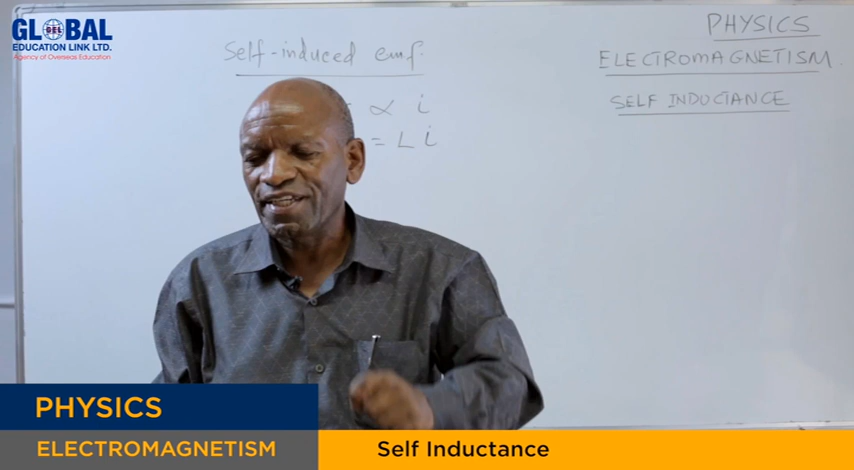 GLOBAL
GEL
EDUCATION LINK LTD.
Agency of Overseas Education
PHYSICS
ELECTROMAGNETISM
SELF INDUCTANCE
Self-induced emf.
∝ i
= L i
PHYSICS
ELECTROMAGNETISM
Self Inductance